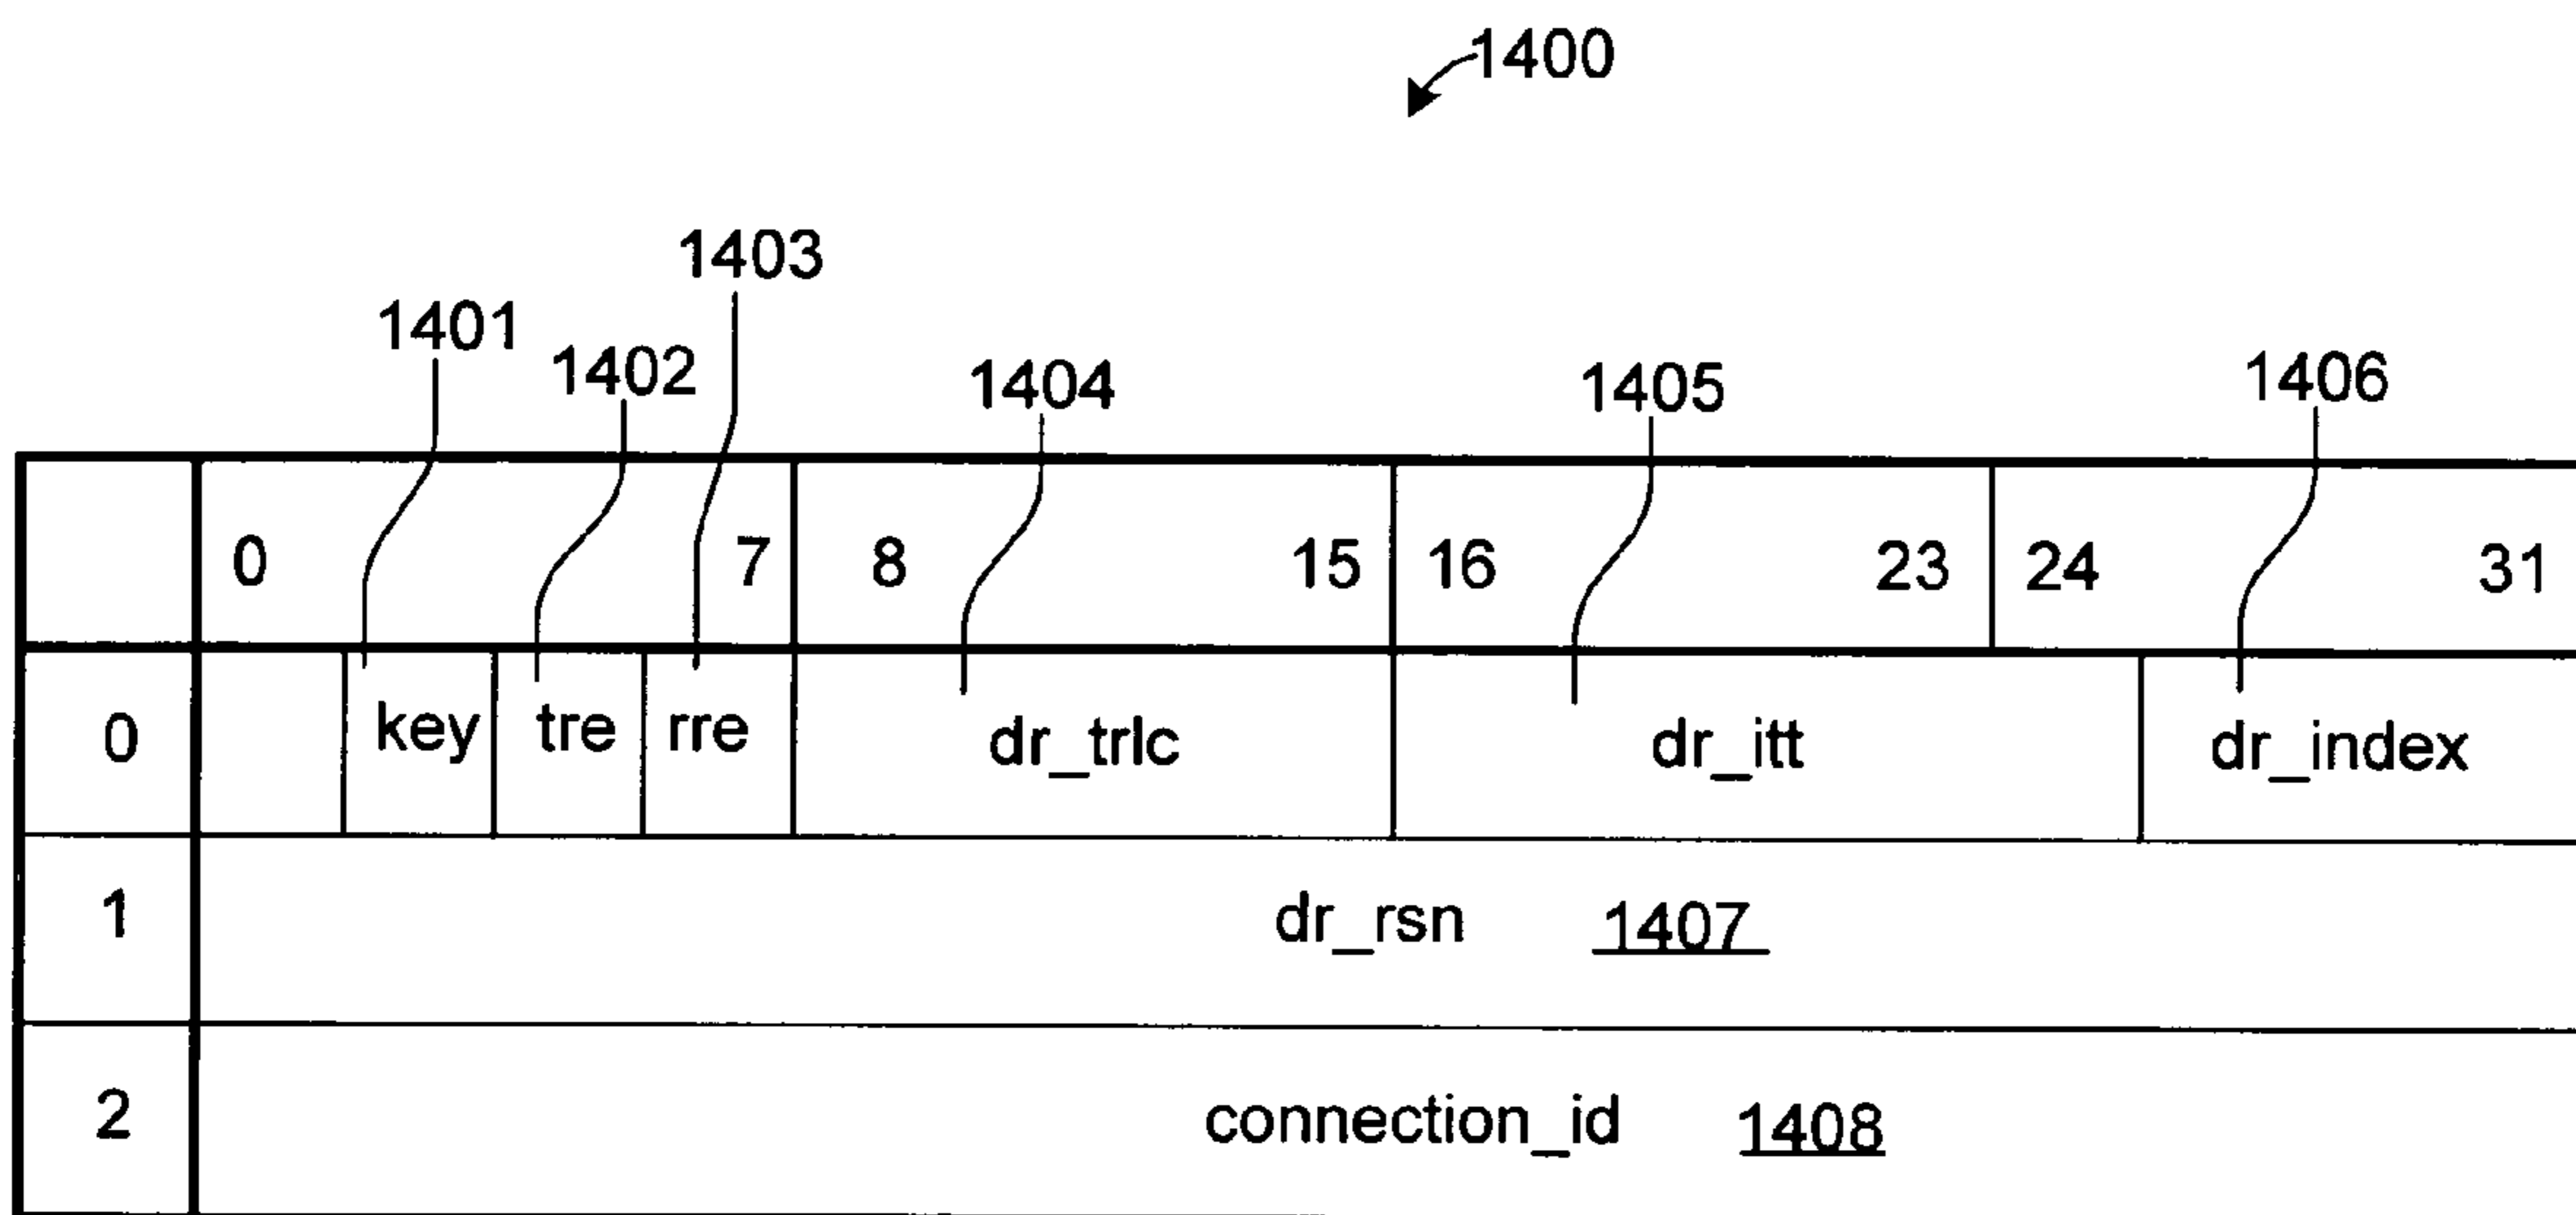 1400
1403
1401
1402
1404
1405
1406
0 7 8 15 16 23 24 31
0 key tre rre dr_trlc dr_itt dr_index
1 dr_rsn 1407
2 connection_id 1408